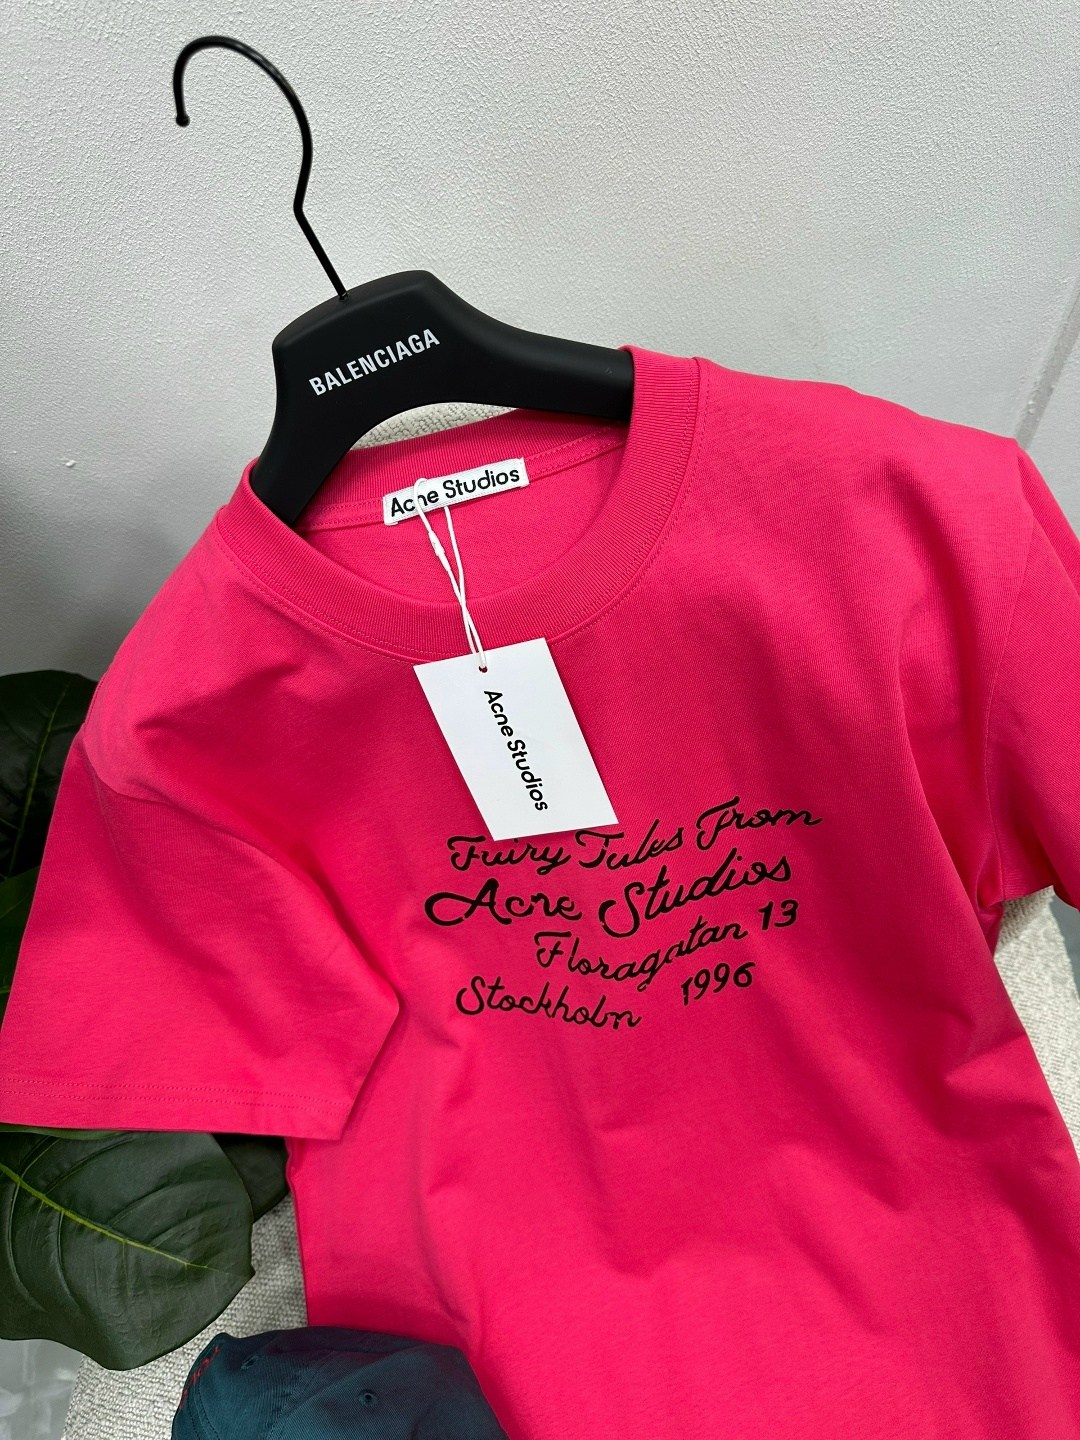 BALENCIAGA
Acne Studios
Acne Studios
Fairy Tales From
Acne Studios
Floragatan 13
Stockholm 1996